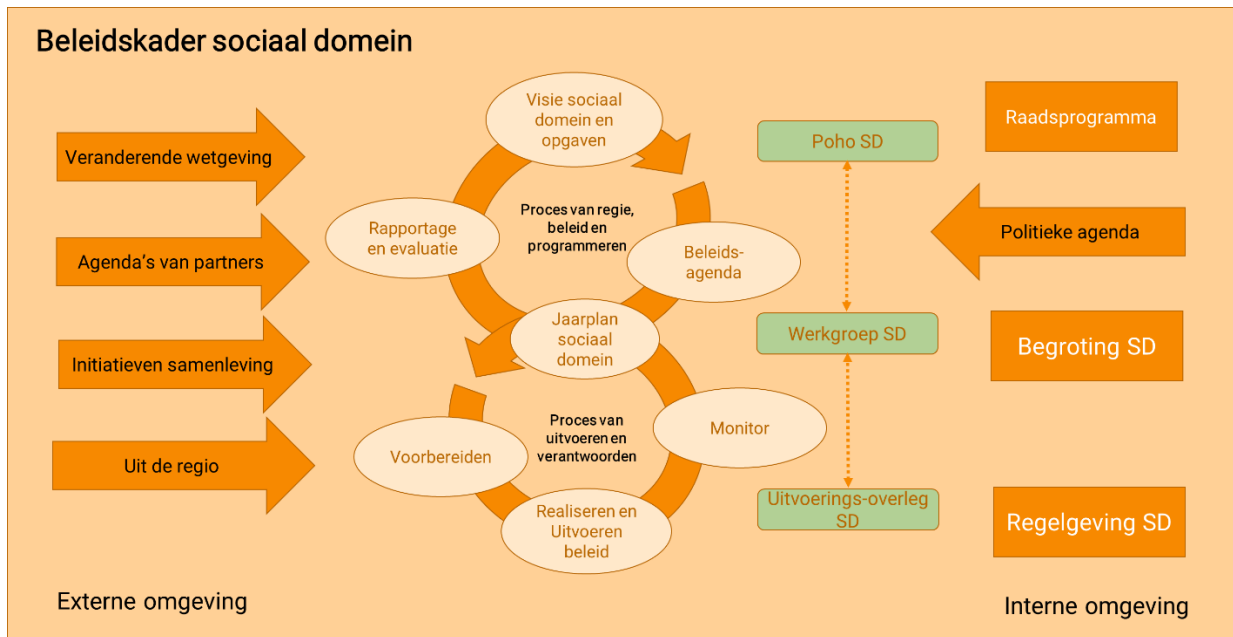 Beleidskader sociaal domein
Veranderende wetgeving
Agenda's van partners
Initiatieven samenleving
Uit de regio
Externe omgeving
Visie sociaal
domein en
opgaven
Proces van regie,
beleid en
programmeren
Rapportage
en evaluatie
Beleids-
agenda
Jaarplan
sociaal
domein
Proces van
uitvoeren en
verantwoorden
Voorbereiden
Monitor
Realiseren en
Uitvoeren
beleid
Poho SD
Werkgroep SD
Uitvoerings-overleg
SD
Raadsprogramma
Politieke agenda
Begroting SD
Regelgeving SD
Interne omgeving